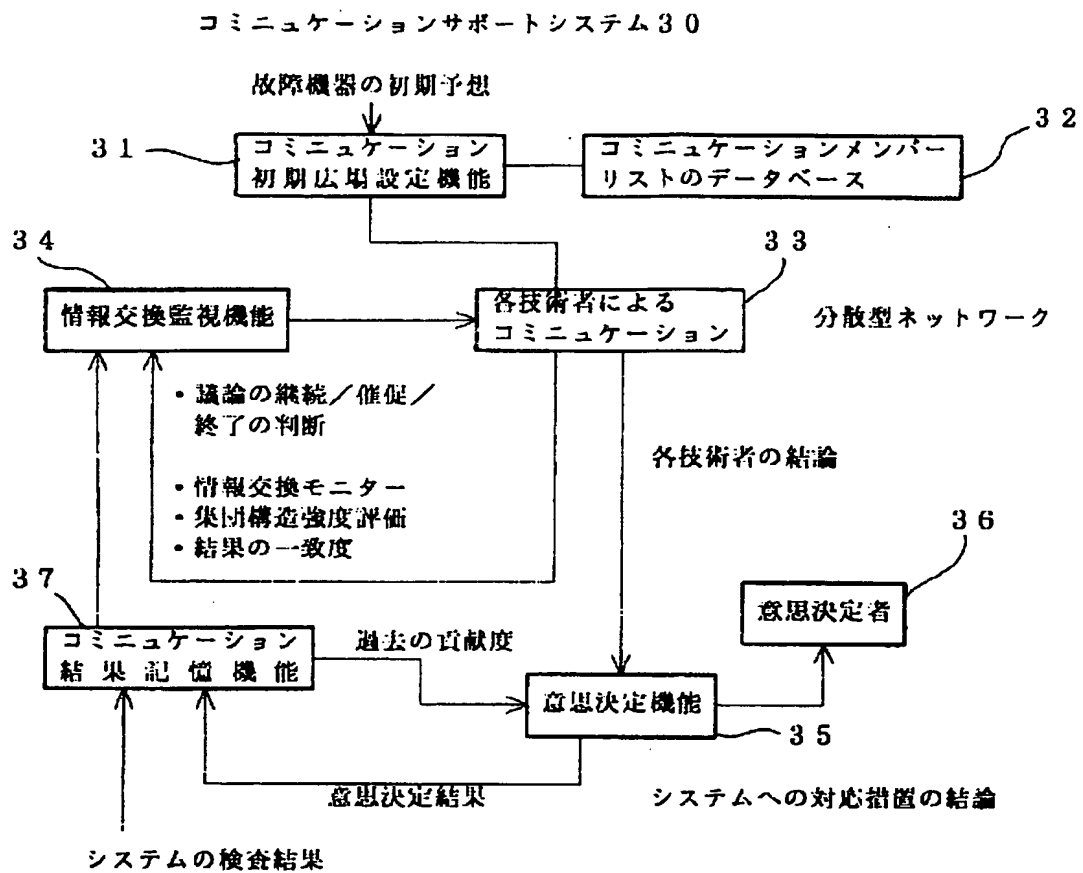 コミニュケーションサポートシステム30
故障機器の初期予想
31
コミニュケーション
初期広場設定機能
コミニュケーションメンバー
リストのデータベース
32
34
情報交換監視機能
33
各技術者による
コミニュケーション
分散型ネットワーク
・議論の継続／催促／
終了の判断
・情報交換モニター
・集団構造強度評価
・結果の一致度
各技術者の結論
36
意思決定者
37
コミニュケーション
結果記憶機能
過去の貢献度
意思決定機能
35
意思決定結果
システムへの対応措置の結論
システムの検査結果